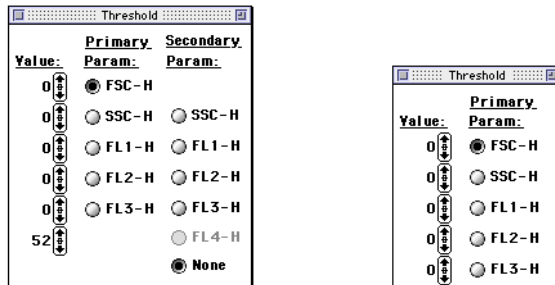 Threshold
Primary Secondary
Value: Param: Param:
0 FSC-H
0 SSC-H SSC-H
0 FL1-H FL1-H
0 FL2-H FL2-H
0 FL3-H FL3-H
52 FL4-H
None
Threshold
Primary
Value: Param:
0 FSC-H
0 SSC-H
0 FL1-H
0 FL2-H
0 FL3-H